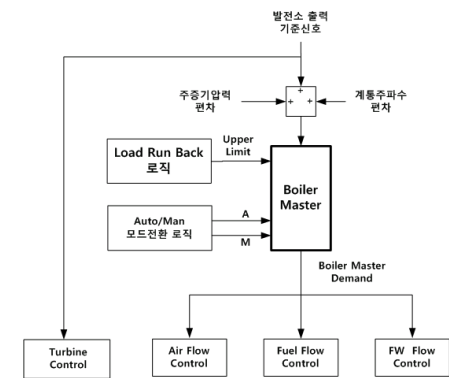 발전소 출력
기준신호
주증기압력
편차
+
+
+
계통주파수
편차
Load Run Back
로직
Upper
Limit
Boiler
Master
Auto/Man
모드전환 로직
A
M
Boiler Master
Demand
Turbine
Control
Air Flow
Control
Fuel Flow
Control
FW Flow
Control